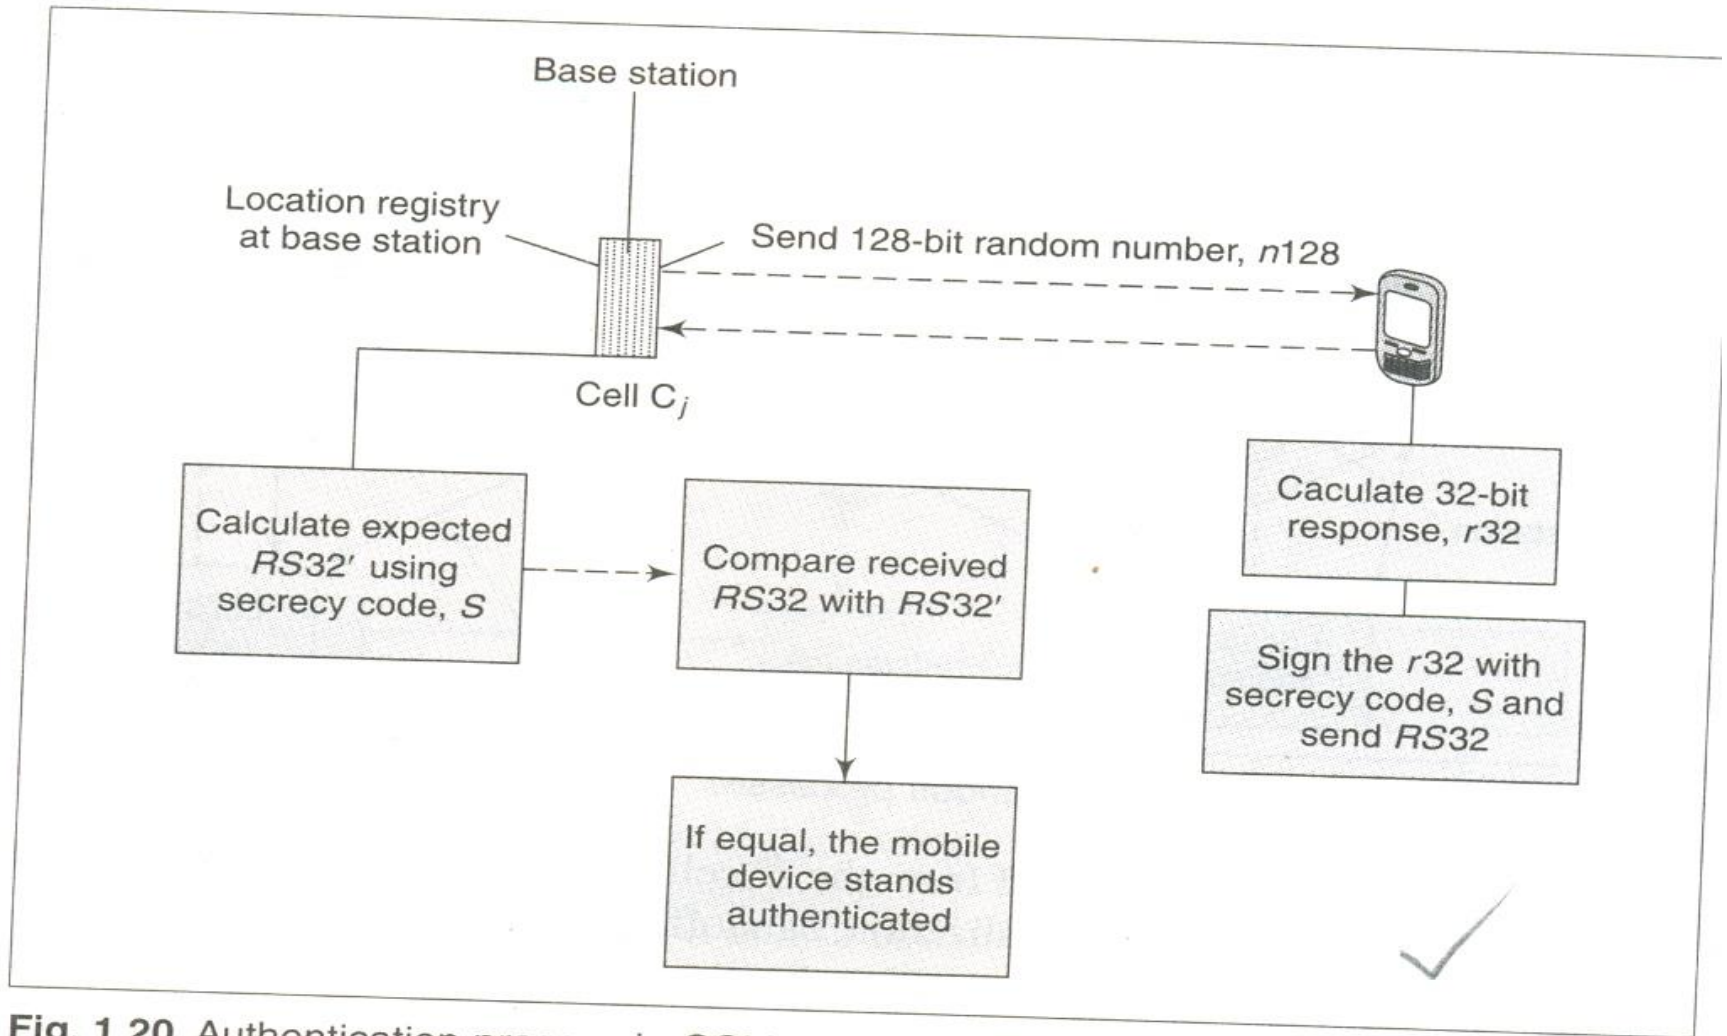 Base station
Location registry
at base station
Send 128-bit random number, n128
Cell Cj
Calculate expected
RS32' using
secrecy code, S
Compare received
RS32 with RS32'
If equal, the mobile
device stands
authenticated
Caculate 32-bit
response, r32
Sign the r32 with
secrecy code, S and
send RS32
Fig. 1.20 Authentication